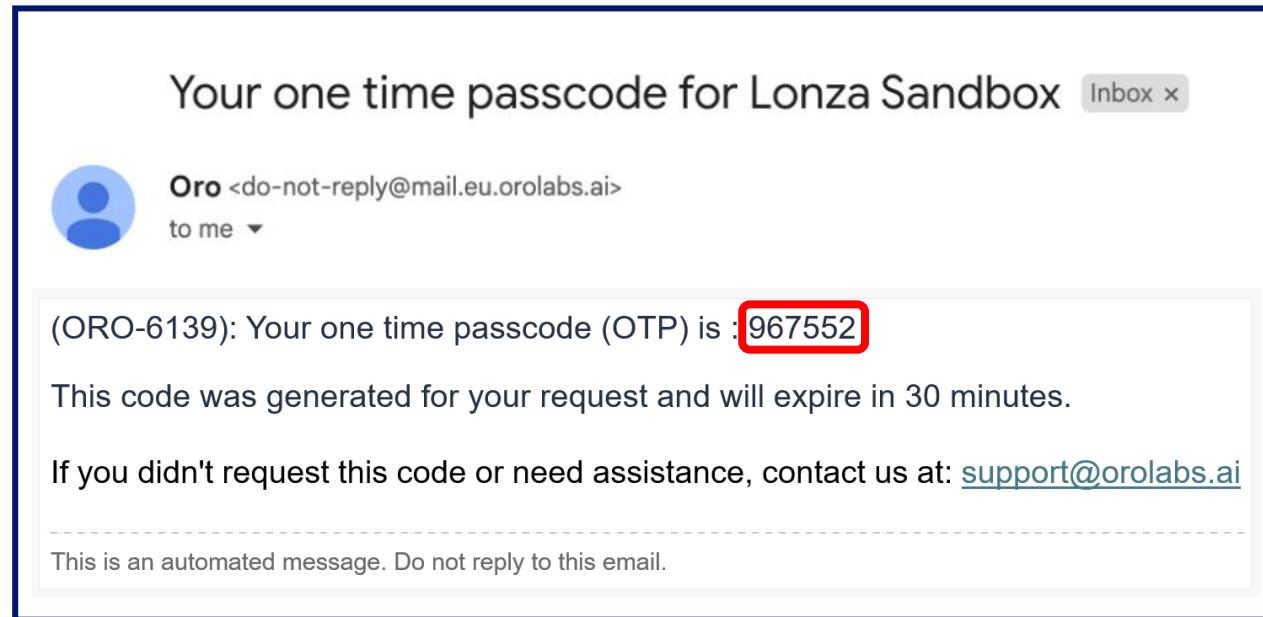 Your one time passcode for Lonza Sandbox Inbox ×
Oro <do-not-reply@mail.eu.orolabs.ai>
to me
(ORO-6139): Your one time passcode (OTP) is : 967552
This code was generated for your request and will expire in 30 minutes.
If you didn't request this code or need assistance, contact us at: support@orolabs.ai
This is an automated message. Do not reply to this email.